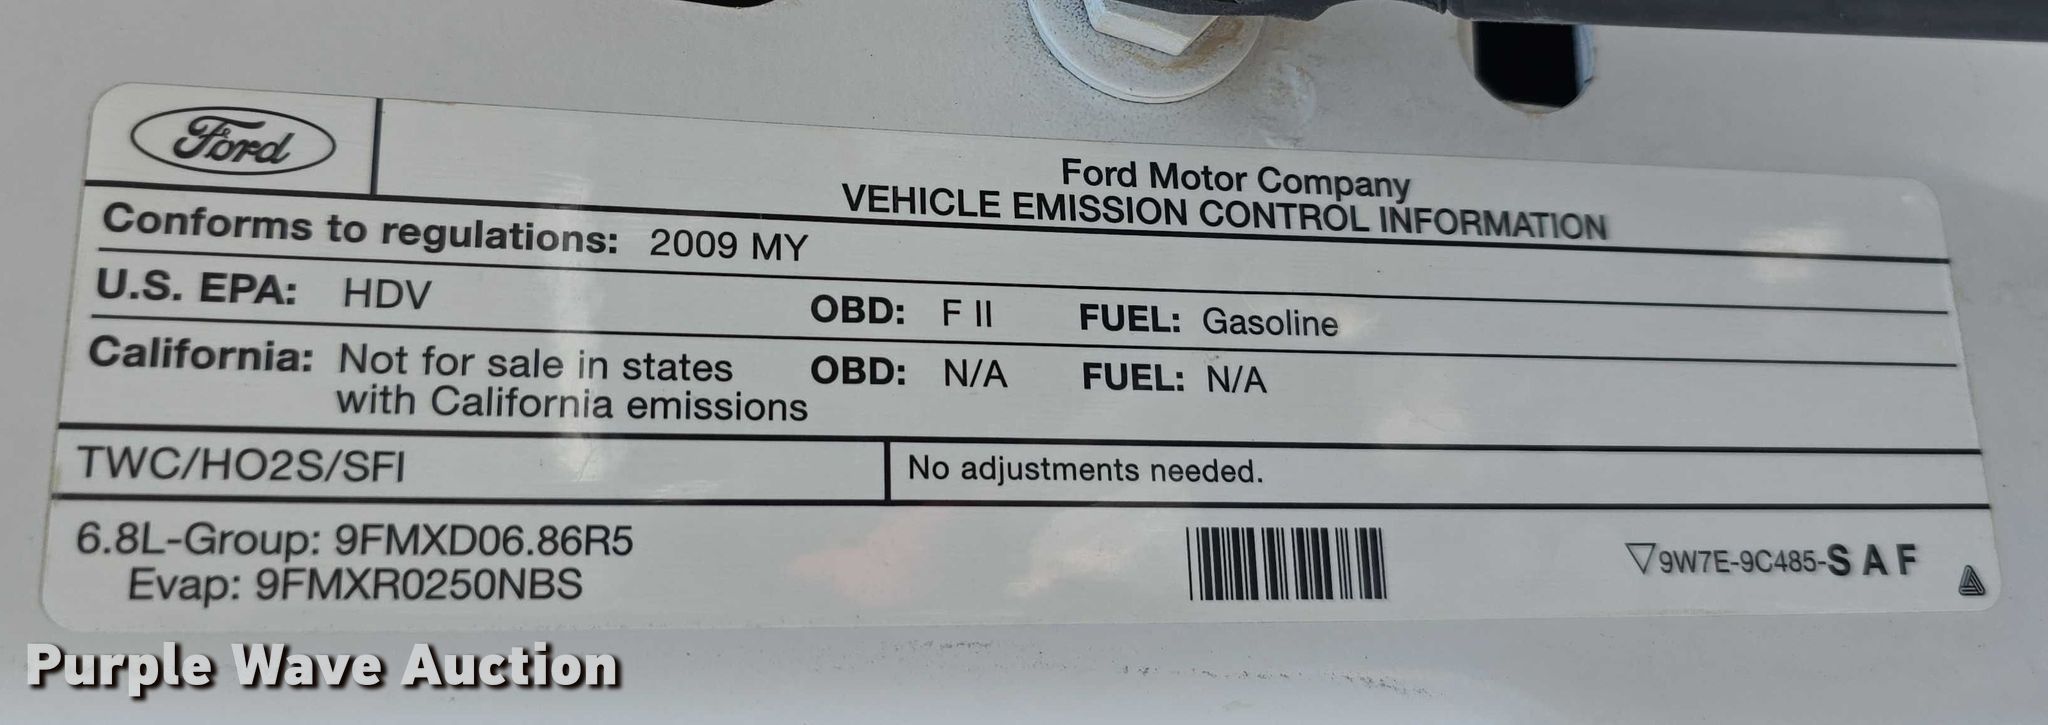 Ford
Ford Motor Company
VEHICLE EMISSION CONTROL INFORMATION
Conforms to regulations: 2009 MY
U.S. EPA: HDV OBD: F II FUEL: Gasoline
California: Not for sale in states OBD: N/A FUEL: N/A
with California emissions
TWC/HO2S/SFI No adjustments needed.
6.8L-Group: 9FMXD06.86R5
Evap: 9FMXR0250NBS
9W7E-9C485-S A F
Purple Wave Auction